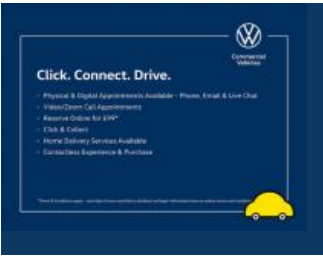 Commercial
Vehicles
Click. Connect. Drive.
- Physical & Digital Appointments Available - Phone, Email & Live Chat
- Video/Zoom Call Appointments
- Reserve Online for £99*
- Click & Collect
- Home Delivery Services Available
- Contactless Experience & Purchase